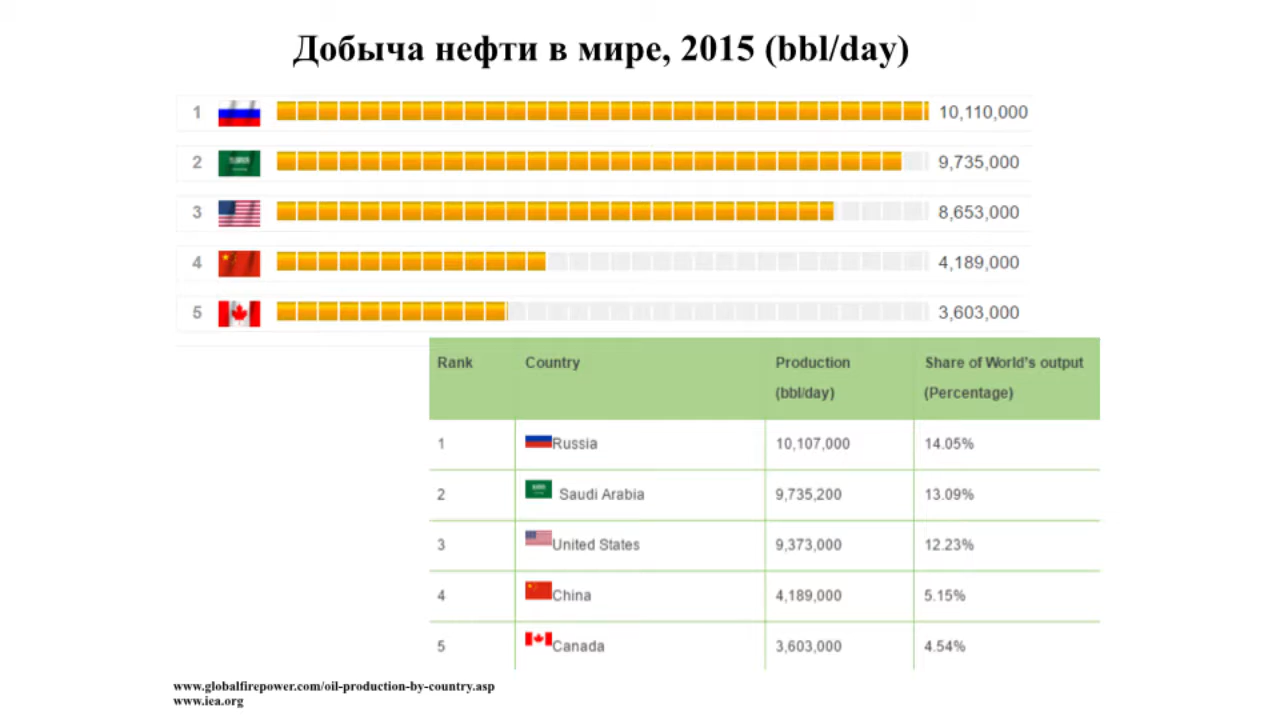 Добыча нефти в мире, 2015 (bbl/day)
1 10,110,000
2 9,735,000
3 8,653,000
4 4,189,000
5 3,603,000
Rank Country Production (bbl/day) Share of World's output (Percentage)
1 Russia 10,107,000 14.05%
2 Saudi Arabia 9,735,200 13.09%
3 United States 9,373,000 12.23%
4 China 4,189,000 5.15%
5 Canada 3,603,000 4.54%
www.globalfirepower.com/oil-production-by-country.asp
www.iea.org